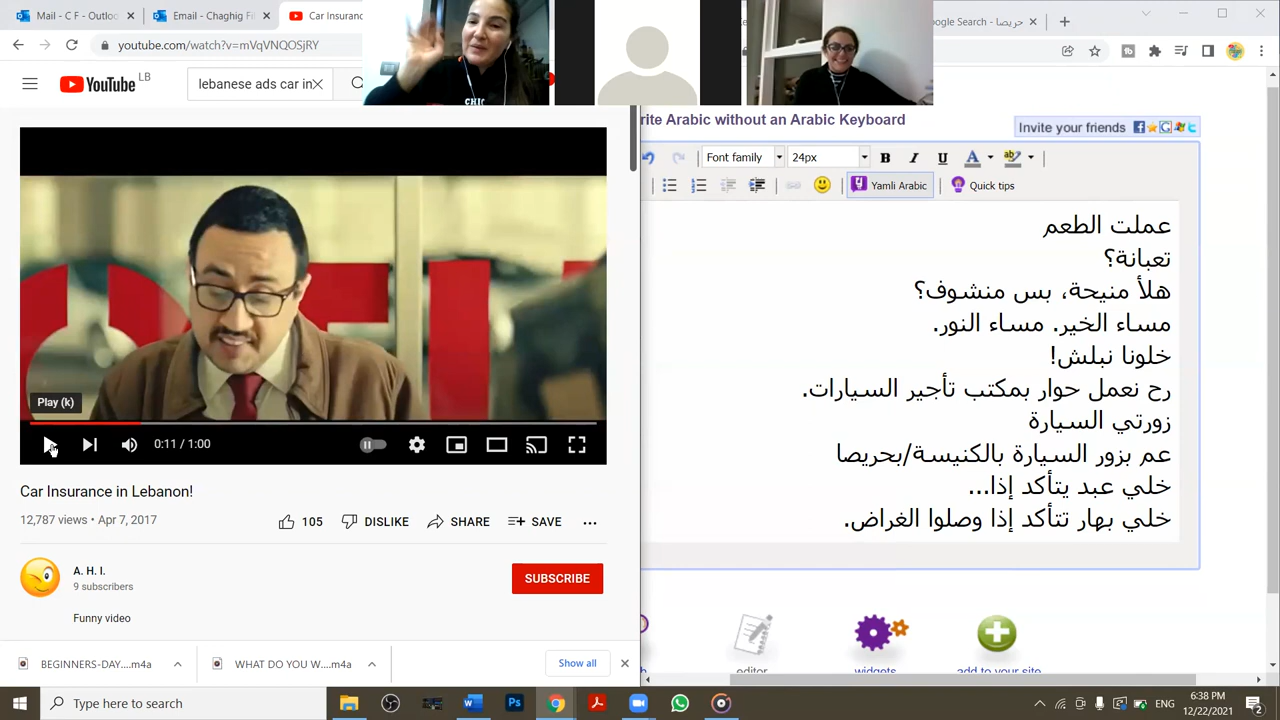 Mail - C F - Outloo
Email - Chaghig F
Car Insuranc
oogle Search - حريصا
youtube.com/watch?v=mVqVNQOSjRY
YouTube LB
lebanese ads car in
CHIC
rite Arabic without an Arabic Keyboard
Invite your friends
Font family
24px
B I U A ab
Yamli Arabic
Quick tips
عملت الطعم
تعبانة؟
هلأ منيحة، بس منشوف؟
مساء الخير. مساء النور.
خلونا نبلش!
رح نعمل حوار بمكتب تأجير السيارات.
زورتي السيارة
عم بزور السيارة بالكنيسة/بحريصا
خلي عبد يتأكد إذا...
خلي بهار تتأكد إذا وصلوا الغراض.
Play (k)
0:11 / 1:00
Car Insurance in Lebanon!
12,787 views • Apr 7, 2017
105
DISLIKE
SHARE
SAVE
A. H. I.
9 subscribers
SUBSCRIBE
Funny video
h
editor
widgets
add to your site
BEGINNERS-DAY....m4a
WHAT DO YOU W....m4a
Show all
Type here to search
ENG
6:38 PM
12/22/2021
2